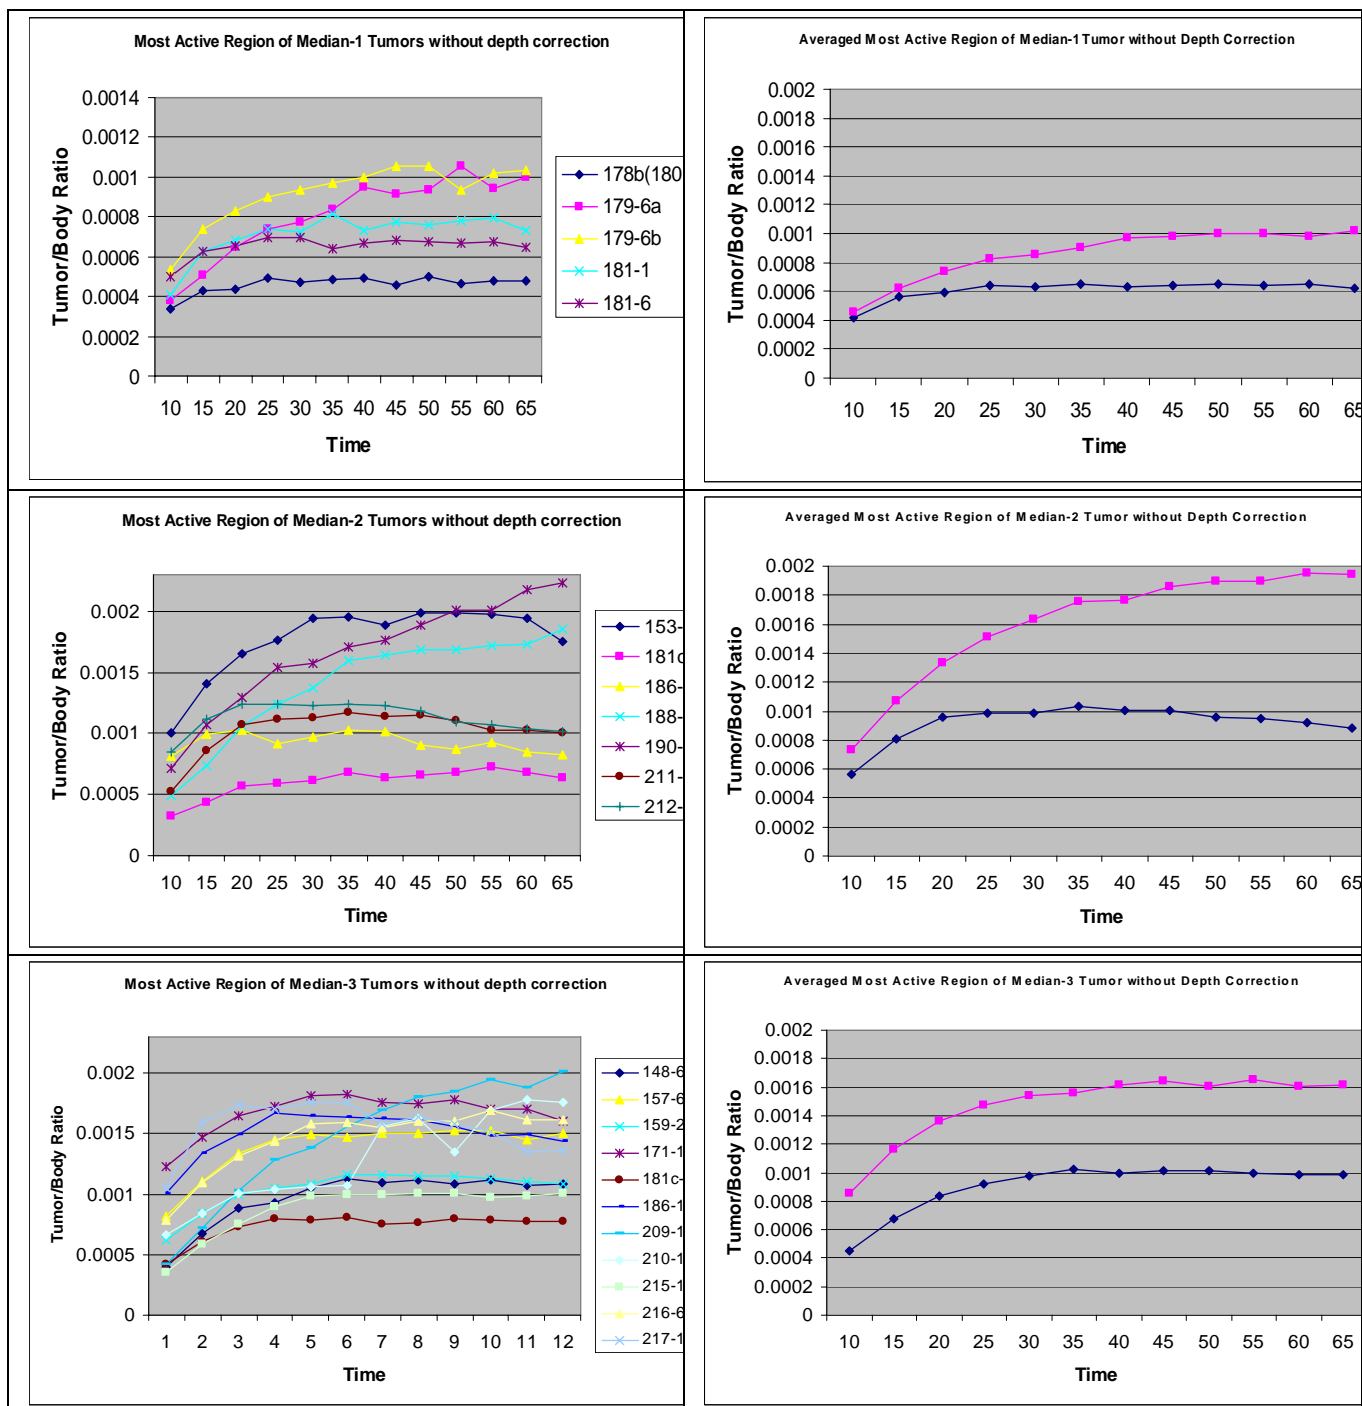 Most Active Region of Median-1 Tumors without depth correction
Tumor/Body Ratio
0.0014
0.0012
0.001
0.0008
0.0006
0.0004
0.0002
0
10 15 20 25 30 35 40 45 50 55 60 65
Time
178b(180
179-6a
179-6b
181-1
181-6
Averaged Most Active Region of Median-1 Tumor without Depth Correction
Tumor/Body Ratio
0.002
0.0018
0.0016
0.0014
0.0012
0.001
0.0008
0.0006
0.0004
0.0002
0
10 15 20 25 30 35 40 45 50 55 60 65
Time
Most Active Region of Median-2 Tumors without depth correction
Tumor/Body Ratio
0.002
0.0015
0.001
0.0005
0
10 15 20 25 30 35 40 45 50 55 60 65
Time
153-
181c
186-
188-
190-
211-
212-
Averaged Most Active Region of Median-2 Tumor without Depth Correction
Tumor/Body Ratio
0.002
0.0018
0.0016
0.0014
0.0012
0.001
0.0008
0.0006
0.0004
0.0002
0
10 15 20 25 30 35 40 45 50 55 60 65
Time
Most Active Region of Median-3 Tumors without depth correction
Tumor/Body Ratio
0.002
0.0015
0.001
0.0005
0
1 2 3 4 5 6 7 8 9 10 11 12
Time
148-6
157-6
159-2
171-1
181c-
186-1
209-1
210-1
215-1
216-6
217-1
Averaged Most Active Region of Median-3 Tumor without Depth Correction
Tumor/Body Ratio
0.002
0.0018
0.0016
0.0014
0.0012
0.001
0.0008
0.0006
0.0004
0.0002
0
10 15 20 25 30 35 40 45 50 55 60 65
Time